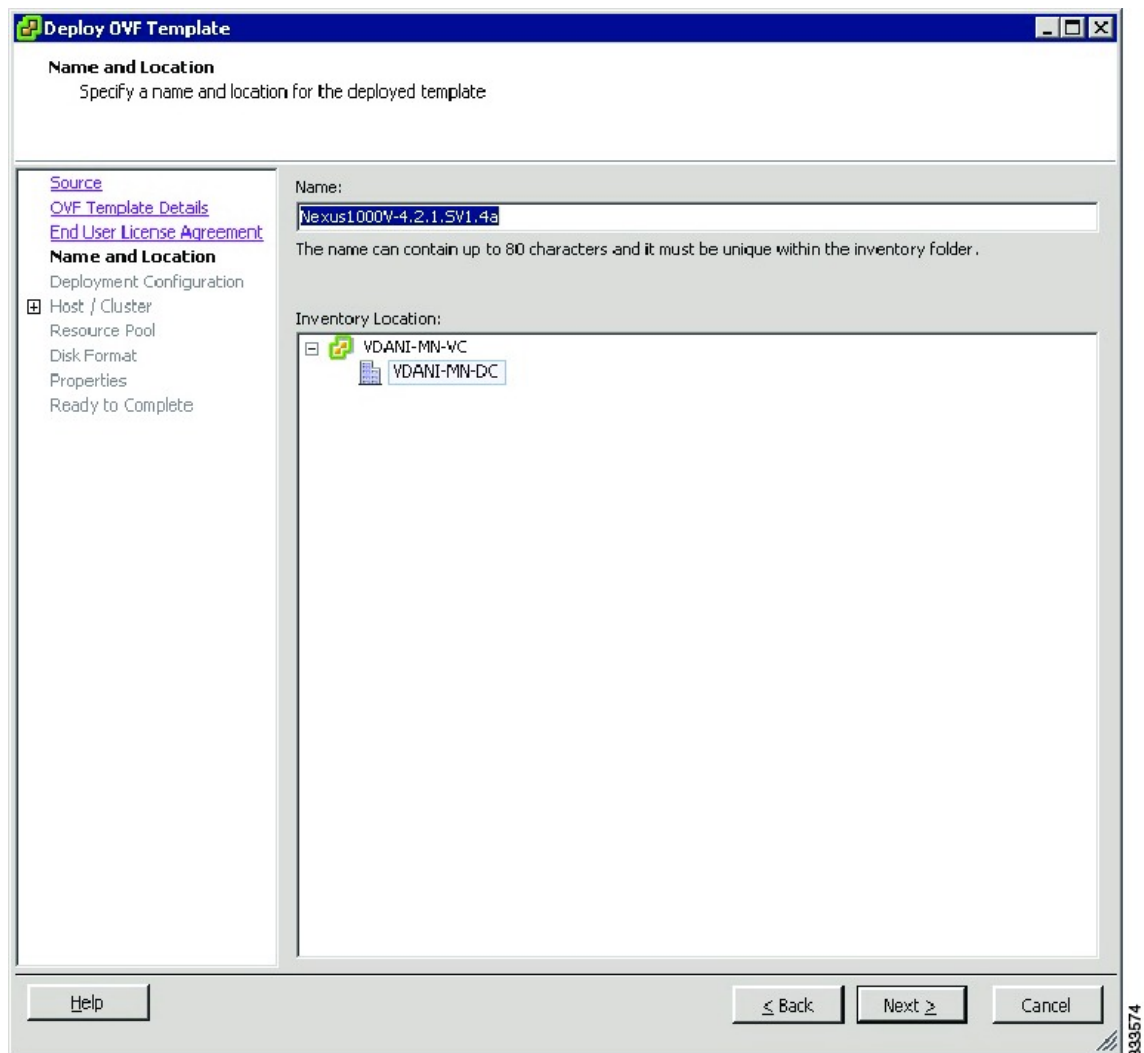 Deploy OVF Template
Name and Location
Specify a name and location for the deployed template
Source
OVF Template Details
End User License Agreement
Name and Location
Deployment Configuration
Host / Cluster
Resource Pool
Disk Format
Properties
Ready to Complete
Name:
Nexus1000V-4.2.1.SV1.4a
The name can contain up to 80 characters and it must be unique within the inventory folder.
Inventory Location:
VDANI-MN-VC
VDANI-MN-DC
Help
≤ Back
Next ≥
Cancel
333574